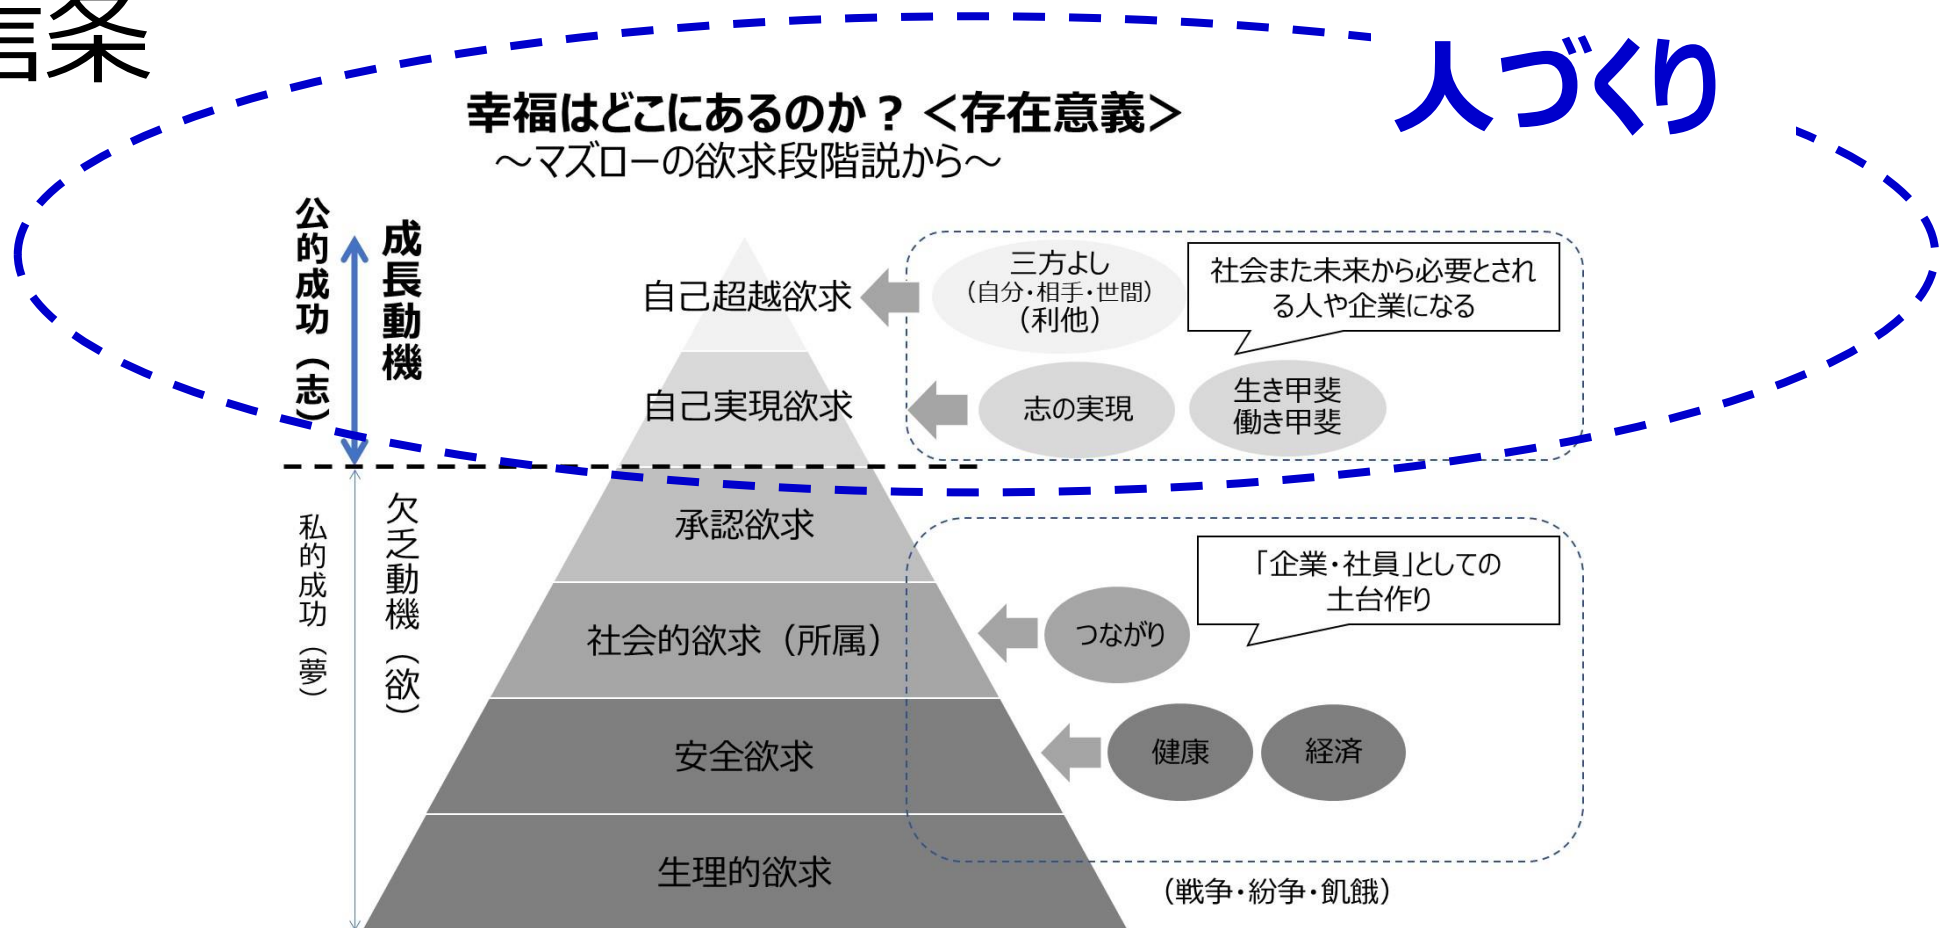 信条
人づくり
幸福はどこにあるのか？＜存在意義＞
～マズローの欲求段階説から～
公的成功（志）
成長動機
自己超越欲求
三方よし
（自分・相手・世間）
（利他）
社会また未来から必要とされ
る人や企業になる
自己実現欲求
志の実現
生き甲斐
働き甲斐
私的成功（夢）
欠乏動機（欲）
承認欲求
「企業・社員」としての
土台作り
社会的欲求（所属）
つながり
安全欲求
健康
経済
生理的欲求
（戦争・紛争・飢餓）